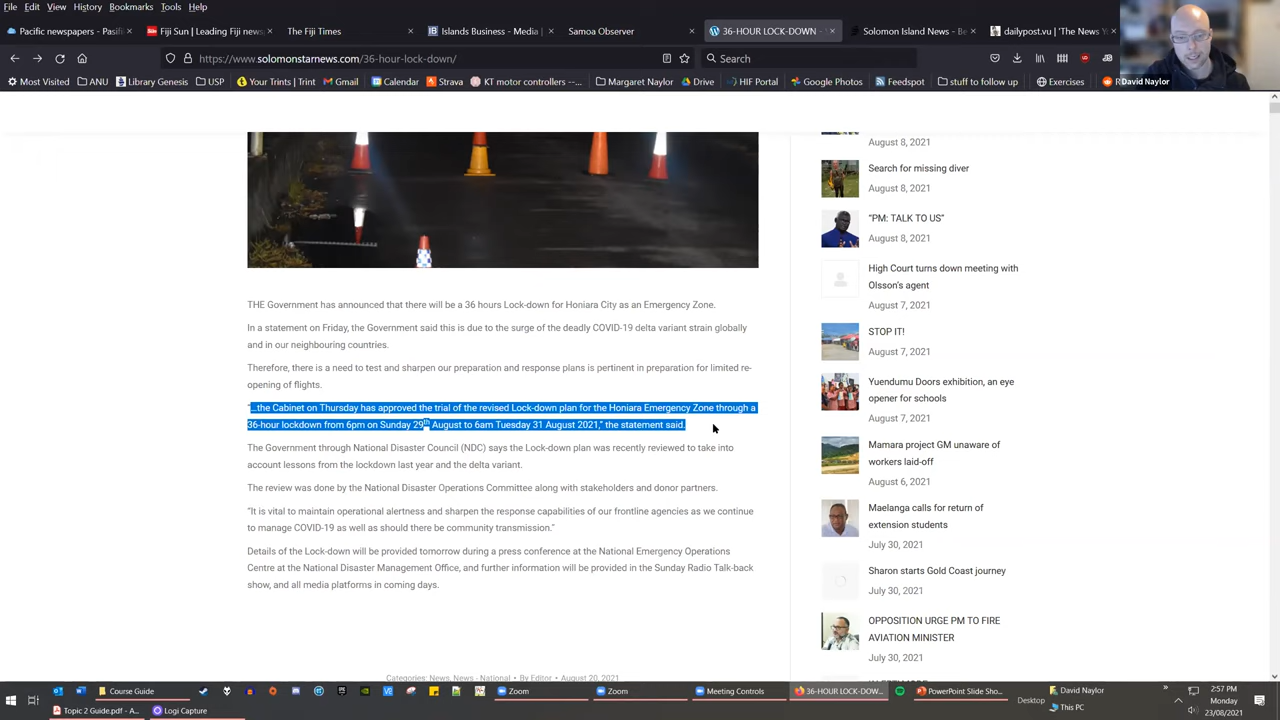 File Edit View History Bookmarks Tools Help
Pacific newspapers - Pacifi
Fiji Sun | Leading Fiji news
The Fiji Times
Islands Business - Media |
Samoa Observer
36-HOUR LOCK-DOWN -
Solomon Island News - Be
dailypost.vu | 'The News Y
https://www.solomonstarnews.com/36-hour-lock-down/
Search
Most Visited
ANU
Library Genesis
USP
Your Trints | Trint
Gmail
Calendar
Strava
KT motor controllers --...
Margaret Naylor
Drive
HIF Portal
Google Photos
Feedspot
stuff to follow up
Exercises
David Naylor
THE Government has announced that there will be a 36 hours Lock-down for Honiara City as an Emergency Zone.
In a statement on Friday, the Government said this is due to the surge of the deadly COVID-19 delta variant strain globally
and in our neighbouring countries.
Therefore, there is a need to test and sharpen our preparation and response plans is pertinent in preparation for limited re-
opening of flights.
"…the Cabinet on Thursday has approved the trial of the revised Lock-down plan for the Honiara Emergency Zone through a
36-hour lockdown from 6pm on Sunday 29th August to 6am Tuesday 31 August 2021," the statement said.
The Government through National Disaster Council (NDC) says the Lock-down plan was recently reviewed to take into
account lessons from the lockdown last year and the delta variant.
The review was done by the National Disaster Operations Committee along with stakeholders and donor partners.
"It is vital to maintain operational alertness and sharpen the response capabilities of our frontline agencies as we continue
to manage COVID-19 as well as should there be community transmission."
Details of the Lock-down will be provided tomorrow during a press conference at the National Emergency Operations
Centre at the National Disaster Management Office, and further information will be provided in the Sunday Radio Talk-back
show, and all media platforms in coming days.
Categories: News, News - National • By Editor • August 20, 2021
August 8, 2021
Search for missing diver
August 8, 2021
"PM: TALK TO US"
August 8, 2021
High Court turns down meeting with
Olsson's agent
August 7, 2021
STOP IT!
August 7, 2021
Yuendumu Doors exhibition, an eye
opener for schools
August 7, 2021
Mamara project GM unaware of
workers laid-off
August 6, 2021
Maelanga calls for return of
extension students
July 30, 2021
Sharon starts Gold Coast journey
July 30, 2021
OPPOSITION URGE PM TO FIRE
AVIATION MINISTER
July 30, 2021
Course Guide
Zoom
Zoom
Meeting Controls
36-HOUR LOCK-DOW...
PowerPoint Slide Sho...
Desktop
David Naylor
This PC
2:57 PM
Monday
23/08/2021
Topic 2 Guide.pdf - A...
Logi Capture